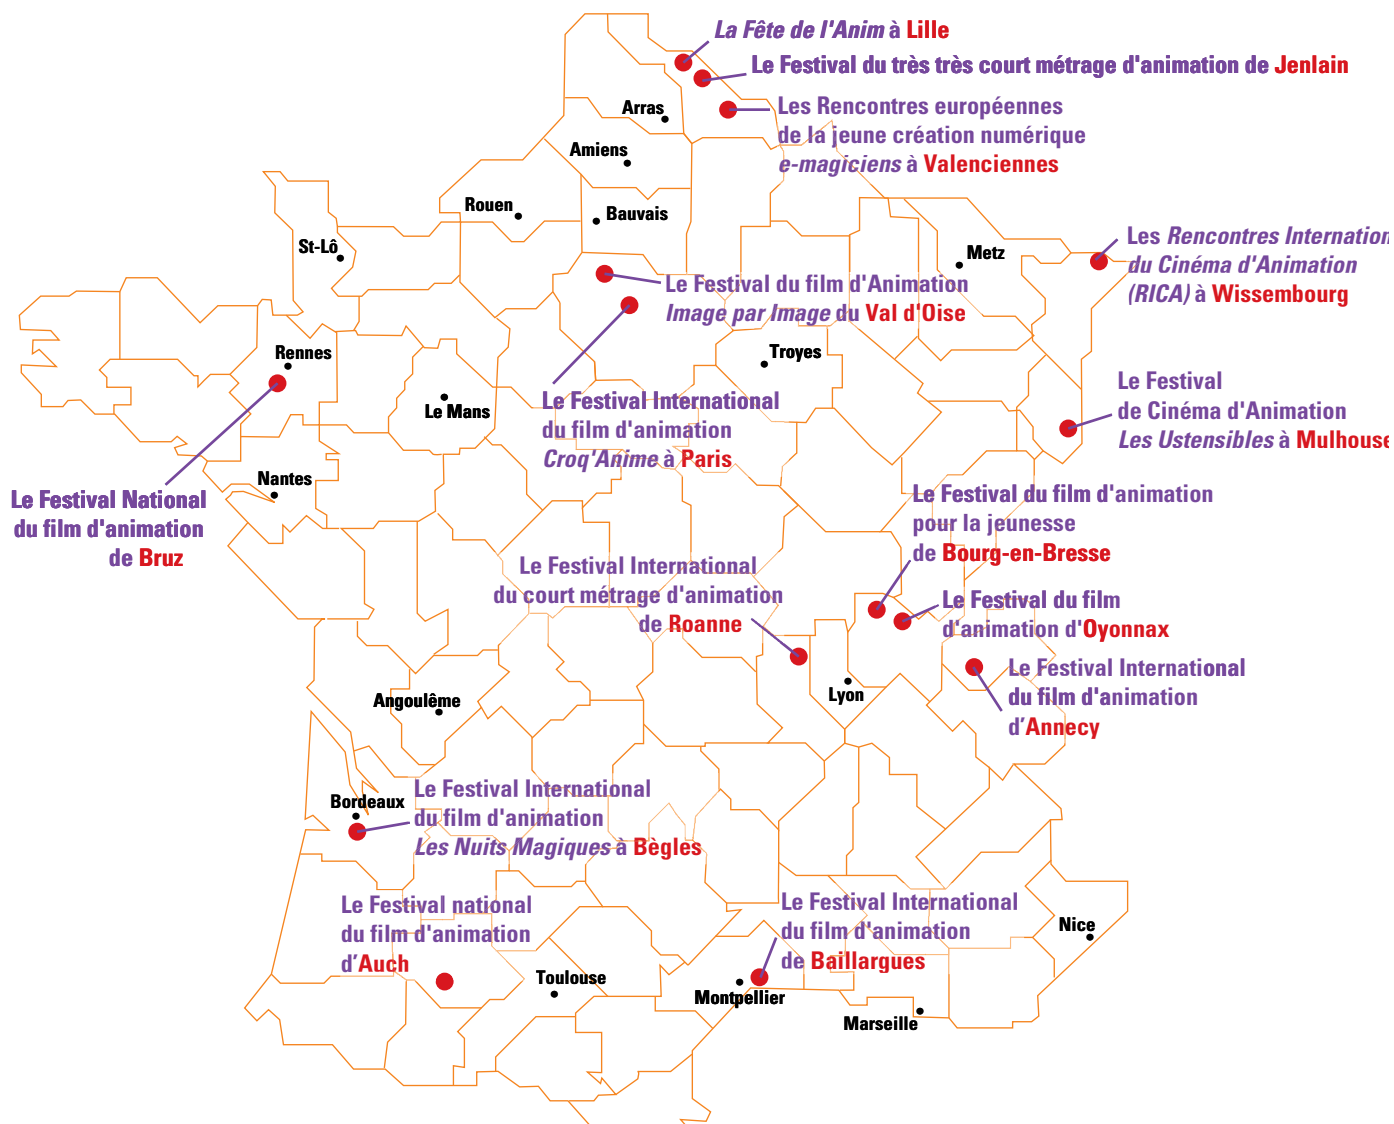 La Fête de l'Anim à Lille
Le Festival du très très court métrage d'animation de Jenlain
Les Rencontres européennes
de la jeune création numérique
e-magiciens à Valenciennes
Arras
Amiens
Rouen
Bauvais
St-Lô
Metz
Les Rencontres Internation
du Cinéma d'Animation
(RICA) à Wissembourg
Le Festival du film d'Animation
Image par Image du Val d'Oise
Rennes
Troyes
Le Mans
Le Festival International
du film d'animation
Croq'Anime à Paris
Le Festival
de Cinéma d'Animation
Les Ustensibles à Mulhouse
Nantes
Le Festival National
du film d'animation
de Bruz
Le Festival du film d'animation
pour la jeunesse
de Bourg-en-Bresse
Le Festival International
du court métrage d'animation
de Roanne
Le Festival du film
d'animation d'Oyonnax
Le Festival International
du film d'animation
d'Annecy
Lyon
Angoulême
Bordeaux
Le Festival International
du film d'animation
Les Nuits Magiques à Bègles
Le Festival national
du film d'animation
d'Auch
Le Festival International
du film d'animation
de Baillargues
Nice
Toulouse
Montpellier
Marseille